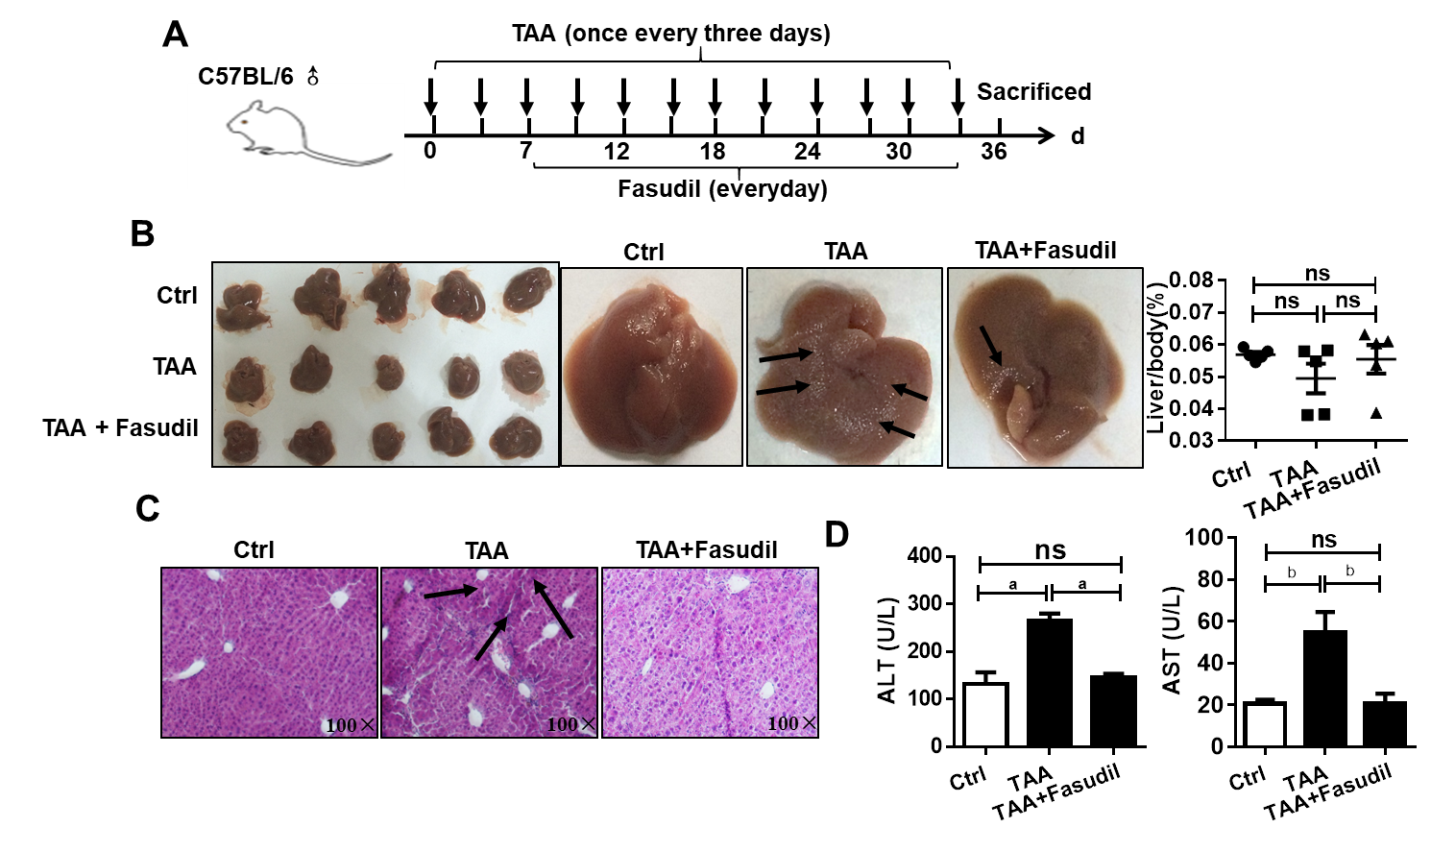 A
TAA (once every three days)
C57BL/6 ♂
Sacrificed
d
0 7 12 18 24 30 36
Fasudil (everyday)
B
Ctrl
TAA
TAA + Fasudil
Ctrl
TAA
TAA+Fasudil
Liver/body(%)
0.08
0.07
0.06
0.05
0.04
0.03
ns
ns ns
Ctrl
TAA
TAA+Fasudil
C
Ctrl
TAA
TAA+Fasudil
100×
100×
100×
D
ALT (U/L)
400
300
200
100
0
ns
a a
Ctrl
TAA
TAA+Fasudil
AST (U/L)
100
80
60
40
20
0
ns
b b
Ctrl
TAA
TAA+Fasudil